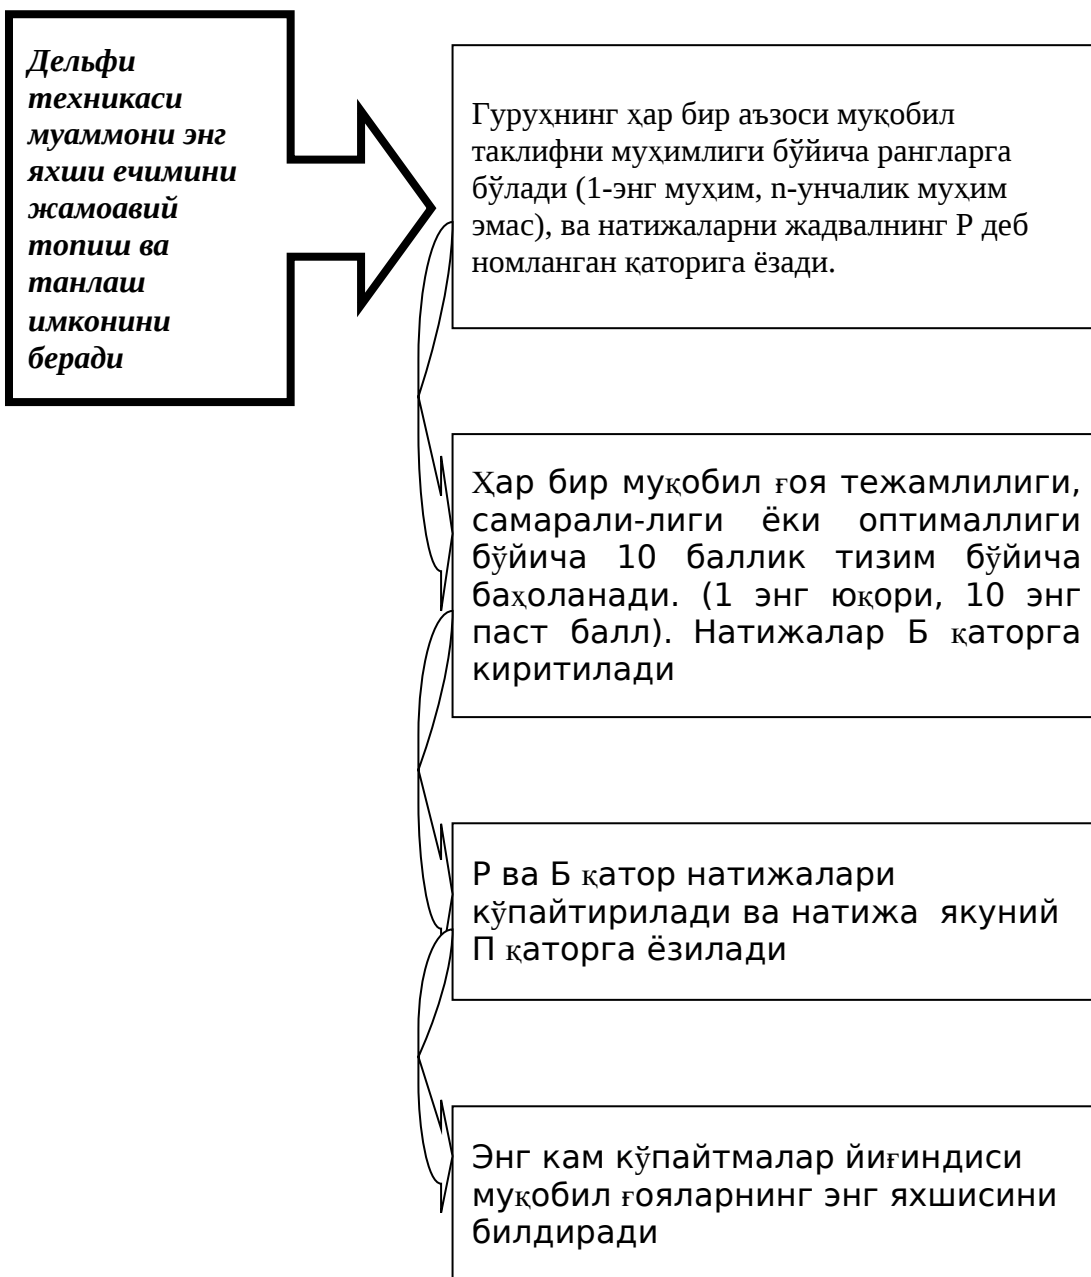 Дельфи
техникаси
муаммони энг
яхши ечимини
жамоавий
топиш ва
танлаш
имконини
беради
Гуруҳнинг ҳар бир аъзоси муқобил
таклифни муҳимлиги бўйича рангларга
бўлади (1-энг муҳим, n-унчалик муҳим
эмас), ва натижаларни жадвалнинг Р деб
номланган қаторига ёзади.
Ҳар бир муқобил ғоя тежамлилиги,
самарали-лиги ёки оптималлиги
бўйича 10 баллик тизим бўйича
баҳоланади. (1 энг юқори, 10 энг
паст балл). Натижалар Б қаторга
киритилади
Р ва Б қатор натижалари
кўпайтирилади ва натижа якуний
П қаторга ёзилади
Энг кам кўпайтмалар йиғиндиси
муқобил ғояларнинг энг яхшисини
билдиради